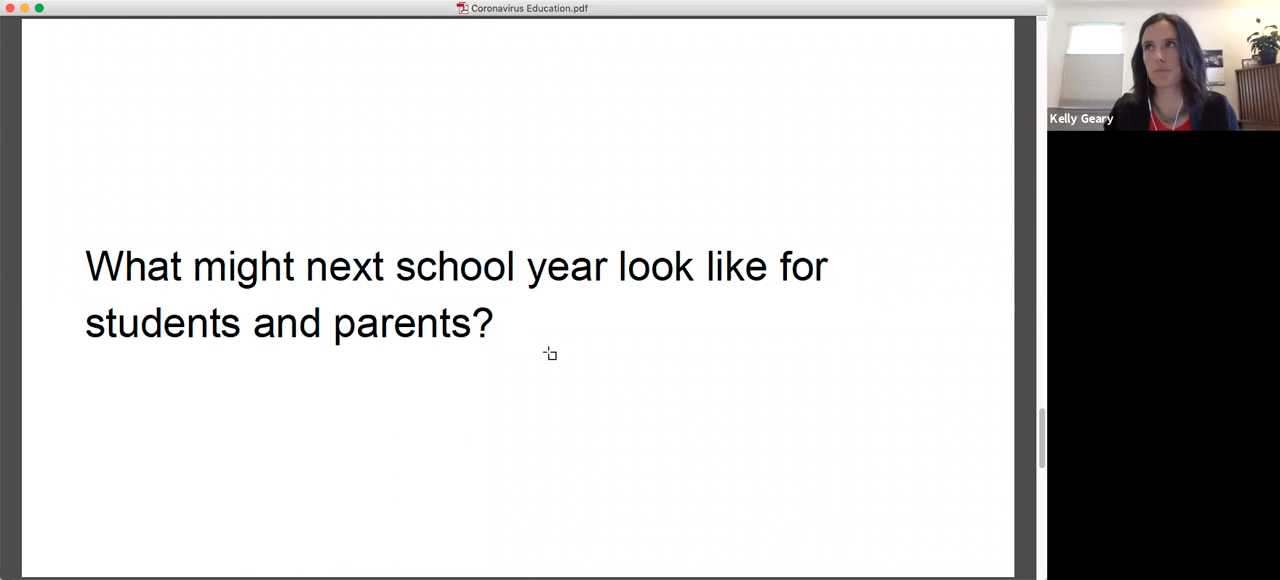 Coronavirus Education.pdf
Kelly Geary
What might next school year look like for
students and parents?